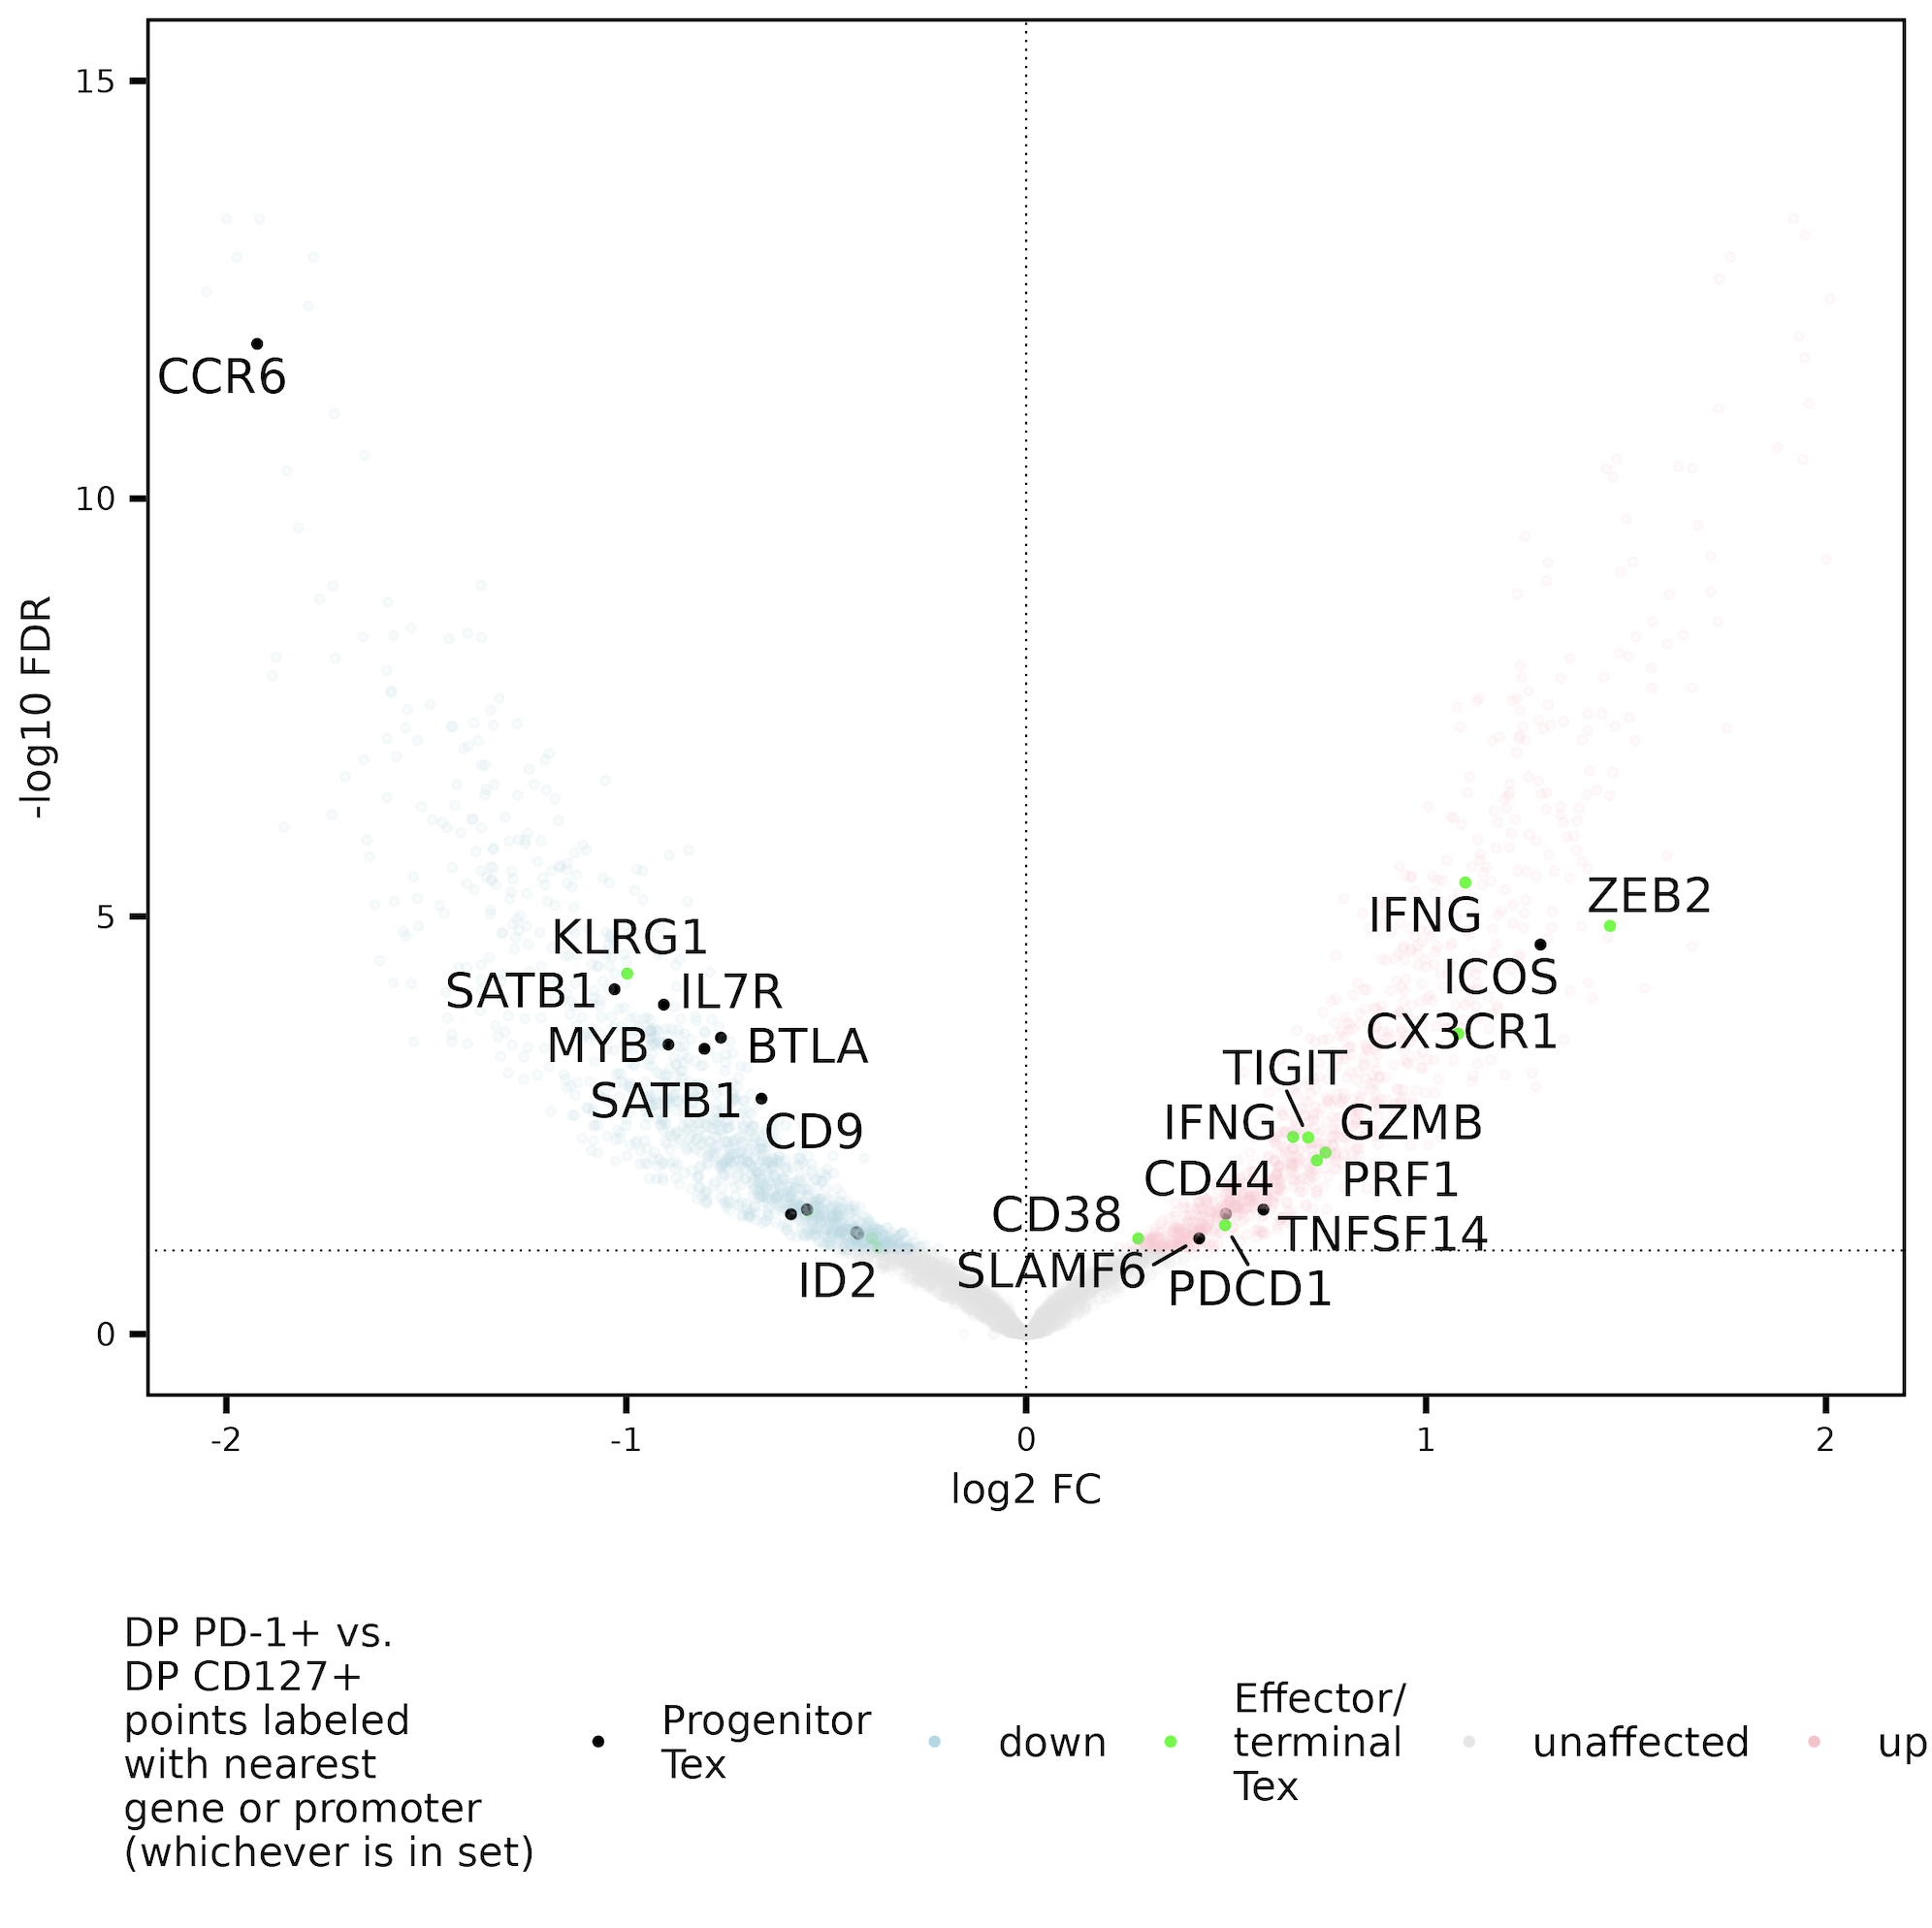 15
10
5
0
-log10 FDR
CCR6
KLRG1
SATB1
IL7R
MYB
BTLA
SATB1
CD9
ID2
ZEB2
IFNG
ICOS
CX3CR1
TIGIT
IFNG
GZMB
CD44
PRF1
CD38
TNFSF14
SLAMF6
PDCD1
-2
-1
0
1
2
log2 FC
DP PD-1+ vs.
DP CD127+
points labeled
with nearest
gene or promoter
(whichever is in set)
Progenitor
Tex
down
Effector/
terminal
Tex
unaffected
up